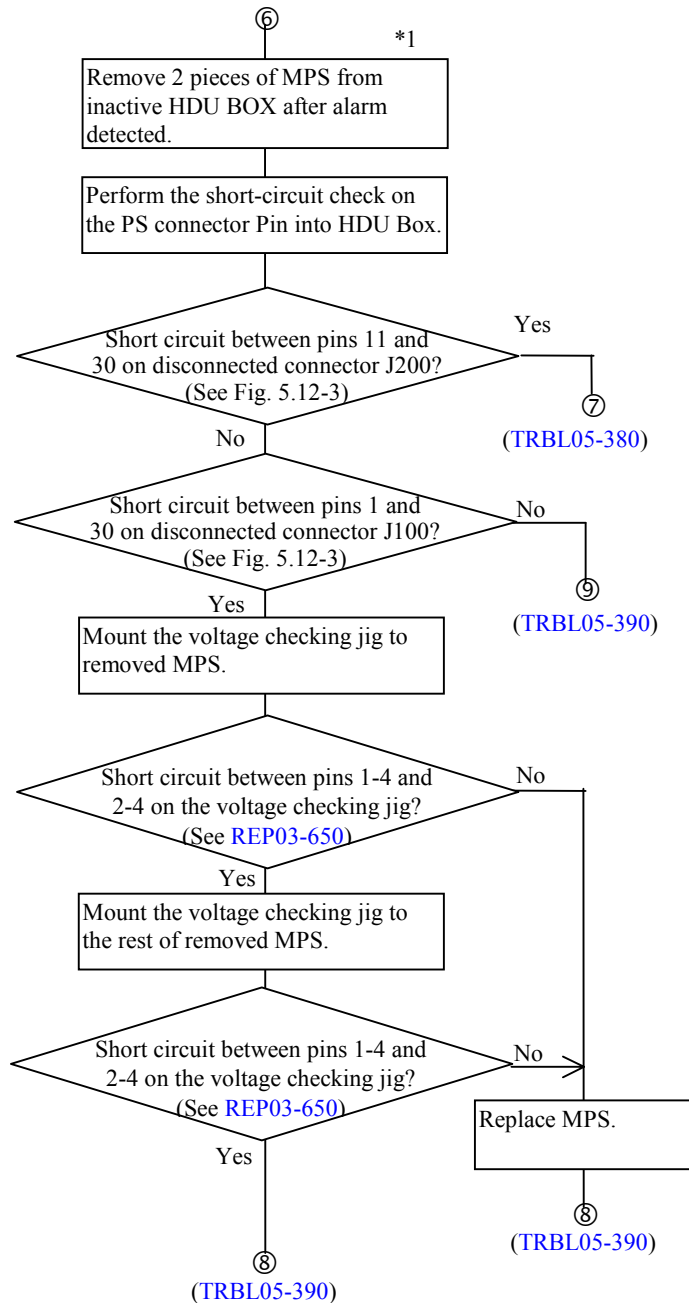 ⑥
*1
Remove 2 pieces of MPS from
inactive HDU BOX after alarm
detected.
Perform the short-circuit check on
the PS connector Pin into HDU Box.
Short circuit between pins 11 and
30 on disconnected connector J200?
(See Fig. 5.12-3)
Yes
⑦
(TRBL05-380)
No
Short circuit between pins 1 and
30 on disconnected connector J100?
(See Fig. 5.12-3)
No
⑨
(TRBL05-390)
Yes
Mount the voltage checking jig to
removed MPS.
Short circuit between pins 1-4 and
2-4 on the voltage checking jig?
(See REP03-650)
No
Yes
Mount the voltage checking jig to
the rest of removed MPS.
Short circuit between pins 1-4 and
2-4 on the voltage checking jig?
(See REP03-650)
No
Replace MPS.
⑧
(TRBL05-390)
Yes
⑧
(TRBL05-390)